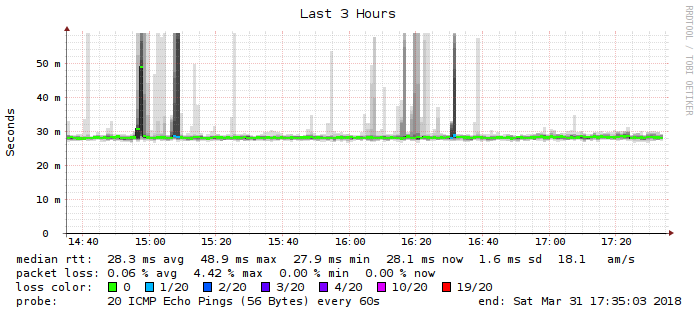 Last 3 Hours
RRDTOOL / TOBI OETIKER
Seconds
50 m
40 m
30 m
20 m
10 m
0
14:40 15:00 15:20 15:40 16:00 16:20 16:40 17:00 17:20
median rtt: 28.3 ms avg 48.9 ms max 27.9 ms min 28.1 ms now 1.6 ms sd 18.1 am/s
packet loss: 0.06 % avg 4.42 % max 0.00 % min 0.00 % now
loss color: 0 1/20 2/20 3/20 4/20 10/20 19/20
probe: 20 ICMP Echo Pings (56 Bytes) every 60s end: Sat Mar 31 17:35:03 2018